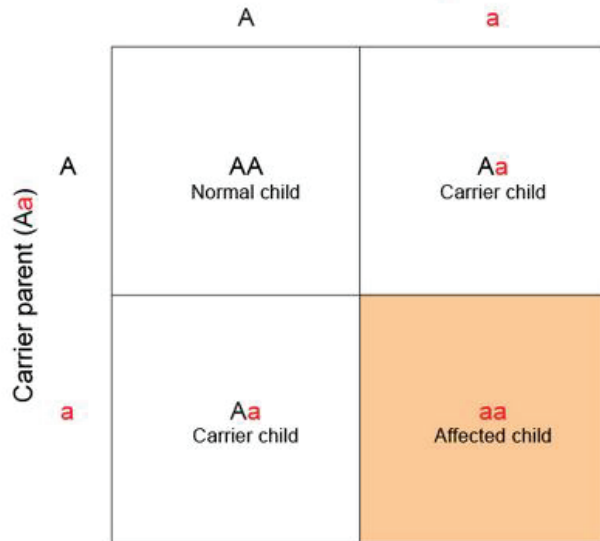 A a
A
AA
Normal child
Aa
Carrier child
Carrier parent (Aa)
a
Aa
Carrier child
aa
Affected child